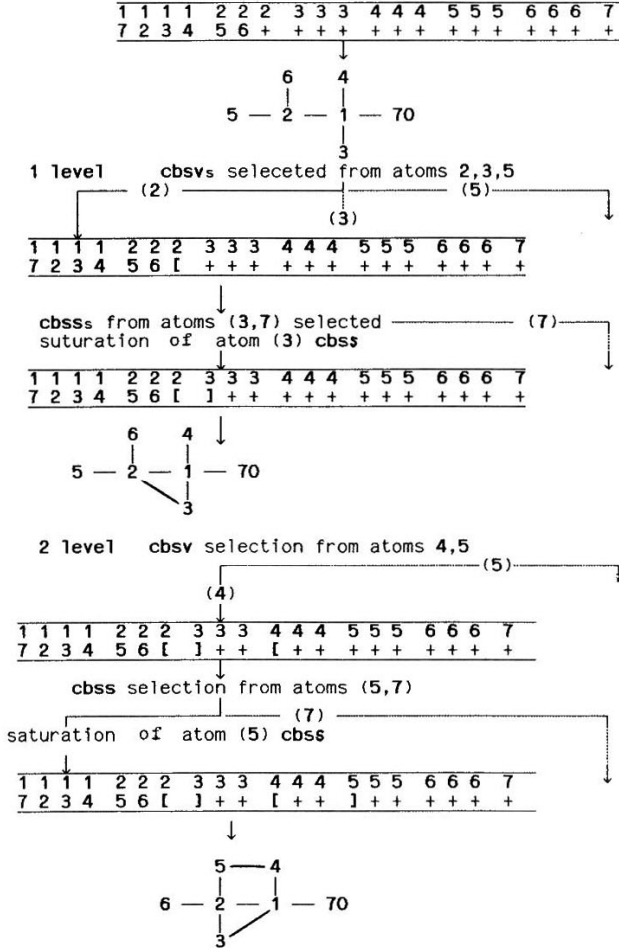 1 1 1 1 2 2 2 3 3 3 4 4 4 5 5 5 6 6 6 7
7 2 3 4 5 6 + + + + + + + + + + + + + +
6 4
5 — 2 — 1 — 70
3
1 level cbsvs seleceted from atoms 2,3,5
(2) (5)
(3)
1 1 1 1 2 2 2 3 3 3 4 4 4 5 5 5 6 6 6 7
7 2 3 4 5 6 [ + + + + + + + + + + + + +
cbsss from atoms (3,7) selected (7)
suturation of atom (3) cbss
1 1 1 1 2 2 2 3 3 3 4 4 4 5 5 5 6 6 6 7
7 2 3 4 5 6 [ ] + + + + + + + + + + + +
6 4
5 — 2 — 1 — 70
3
2 level cbsv selection from atoms 4,5
(5)
(4)
1 1 1 1 2 2 2 3 3 3 4 4 4 5 5 5 6 6 6 7
7 2 3 4 5 6 [ ] + + [ + + + + + + + + +
cbss selection from atoms (5,7)
(7)
saturation of atom (5) cbss
1 1 1 1 2 2 2 3 3 3 4 4 4 5 5 5 6 6 6 7
7 2 3 4 5 6 [ ] + + [ + + ] + + + + + +
5 — 4
6 — 2 — 1 — 70
3